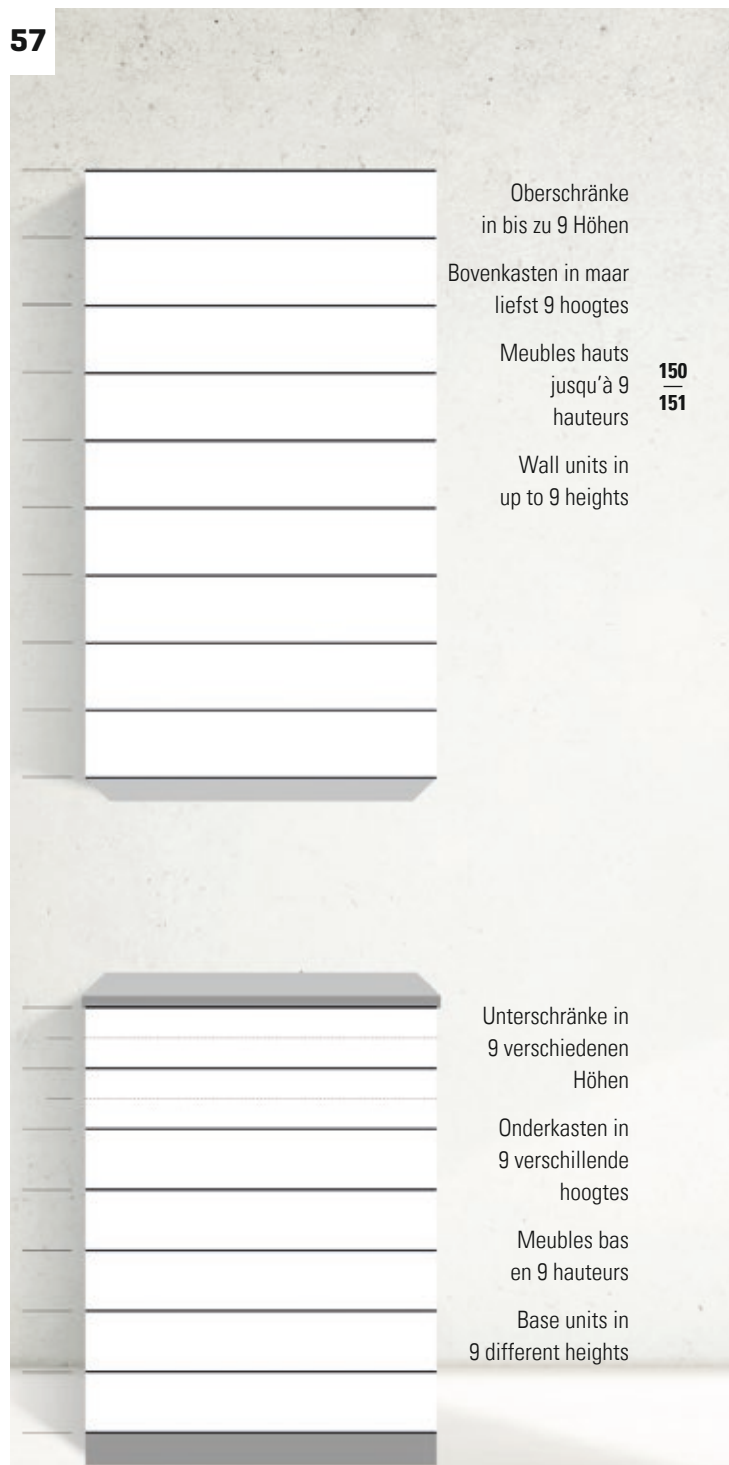 57
Oberschränke
in bis zu 9 Höhen
Bovenkasten in maar
liefst 9 hoogtes
Meubles hauts
jusqu’à 9
hauteurs
Wall units in
up to 9 heights
150
151
Unterschränke in
9 verschiedenen
Höhen
Onderkasten in
9 verschillende
hoogtes
Meubles bas
en 9 hauteurs
Base units in
9 different heights